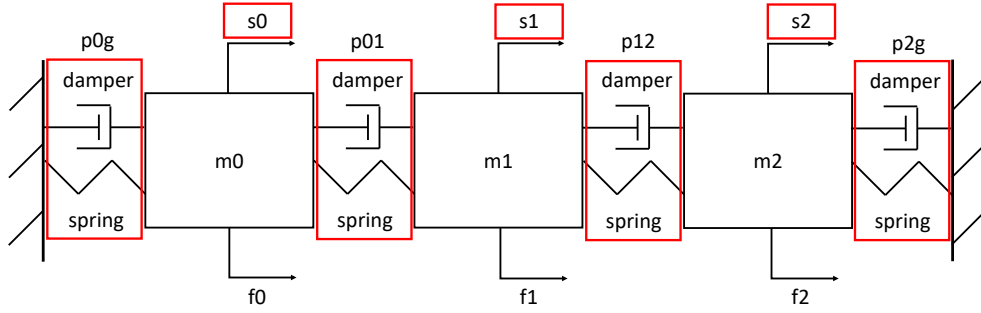 s0
s1
s2
p0g
p01
p12
p2g
damper
damper
damper
damper
m0
m1
m2
spring
spring
spring
spring
f0
f1
f2